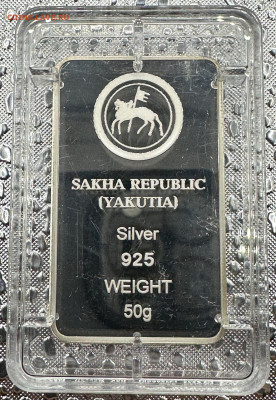 SAKHA REPUBLIC
(YAKUTIA)
Silver
925
WEIGHT
50g